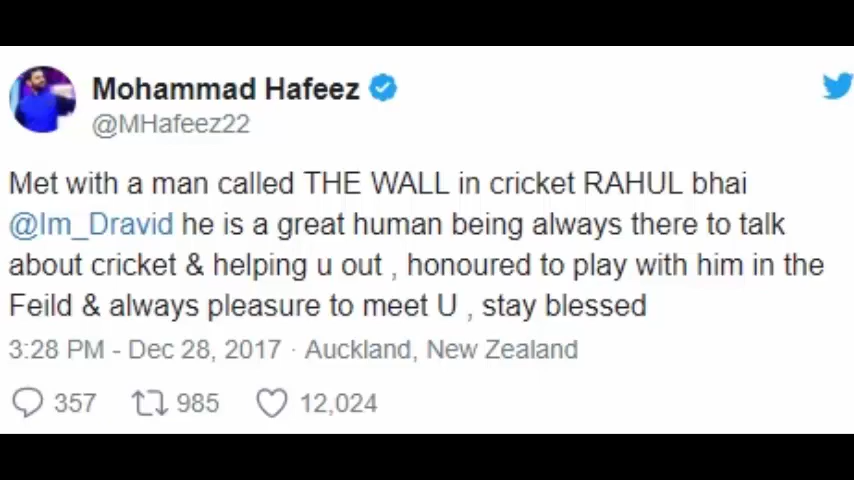 Mohammad Hafeez
@MHafeez22
Met with a man called THE WALL in cricket RAHUL bhai
@Im_Dravid he is a great human being always there to talk
about cricket & helping u out , honoured to play with him in the
Feild & always pleasure to meet U , stay blessed
3:28 PM - Dec 28, 2017 · Auckland, New Zealand
357 985 12,024